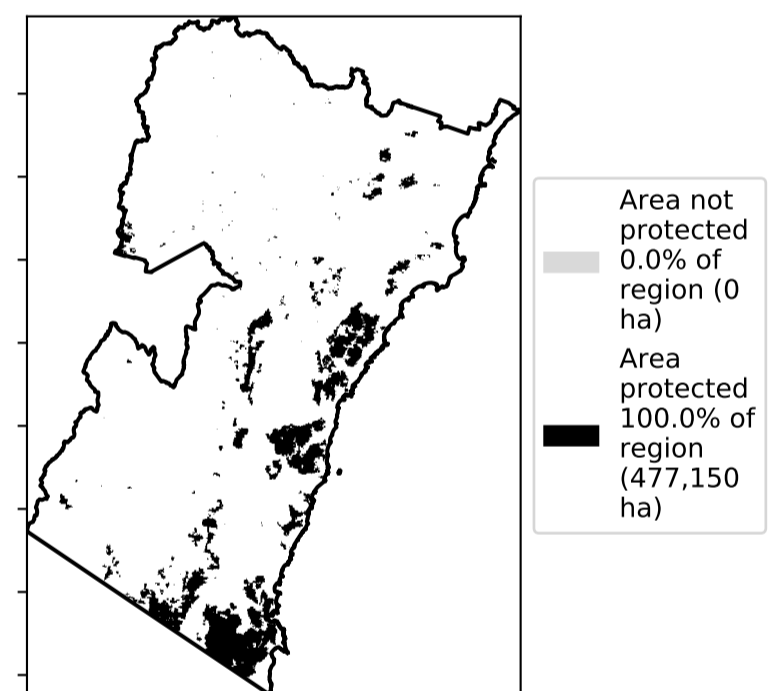 Area not
protected
0.0% of
region (0
ha)
Area
protected
100.0% of
region
(477,150
ha)